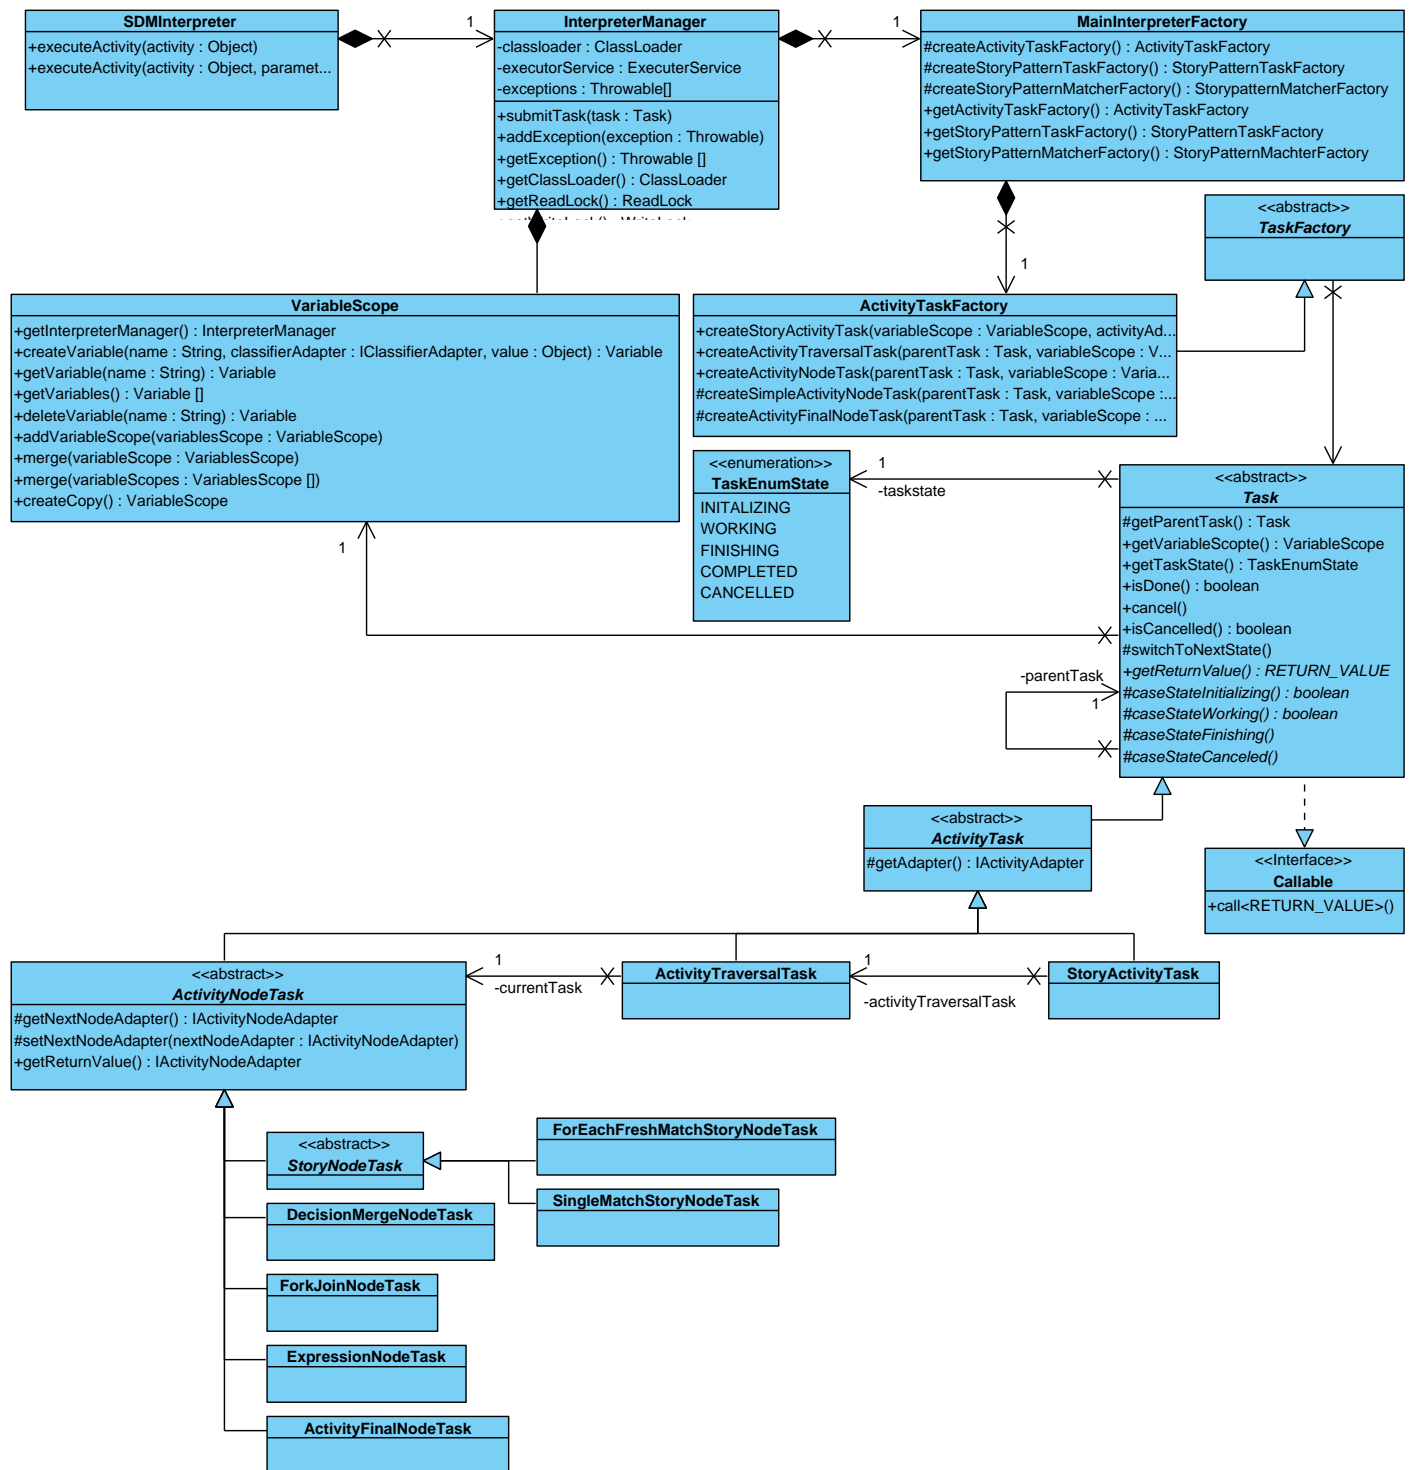 SDMInterpreter
+executeActivity(activity : Object)
+executeActivity(activity : Object, paramet...
1
InterpreterManager
-classloader : ClassLoader
-executorService : ExecuterService
-exceptions : Throwable[]
+submitTask(task : Task)
+addException(exception : Throwable)
+getException() : Throwable []
+getClassLoader() : ClassLoader
+getReadLock() : ReadLock
1
MainInterpreterFactory
#createActivityTaskFactory() : ActivityTaskFactory
#createStoryPatternTaskFactory() : StoryPatternTaskFactory
#createStoryPatternMatcherFactory() : StorypatternMatcherFactory
+getActivityTaskFactory() : ActivityTaskFactory
+getStoryPatternTaskFactory() : StoryPatternTaskFactory
+getStoryPatternMatcherFactory() : StoryPatternMachterFactory
<<abstract>>
TaskFactory
1
VariableScope
+getInterpreterManager() : InterpreterManager
+createVariable(name : String, classifierAdapter : IClassifierAdapter, value : Object) : Variable
+getVariable(name : String) : Variable
+getVariables() : Variable []
+deleteVariable(name : String) : Variable
+addVariableScope(variablesScope : VariableScope)
+merge(variableScope : VariablesScope)
+merge(variableScopes : VariablesScope [])
+createCopy() : VariableScope
1
ActivityTaskFactory
+createStoryActivityTask(variableScope : VariableScope, activityAd...
+createActivityTraversalTask(parentTask : Task, variableScope : V...
+createActivityNodeTask(parentTask : Task, variableScope : Varia...
#createSimpleActivityNodeTask(parentTask : Task, variableScope :...
#createActivityFinalNodeTask(parentTask : Task, variableScope : ...
<<enumeration>>
TaskEnumState
INITALIZING
WORKING
FINISHING
COMPLETED
CANCELLED
1
-taskstate
<<abstract>>
Task
#getParentTask() : Task
+getVariableScopte() : VariableScope
+getTaskState() : TaskEnumState
+isDone() : boolean
+cancel()
+isCancelled() : boolean
#switchToNextState()
+getReturnValue() : RETURN_VALUE
#caseStateInitializing() : boolean
#caseStateWorking() : boolean
#caseStateFinishing()
#caseStateCanceled()
-parentTask
1
<<abstract>>
ActivityTask
#getAdapter() : IActivityAdapter
<<Interface>>
Callable
+call<RETURN_VALUE>()
<<abstract>>
ActivityNodeTask
#getNextNodeAdapter() : IActivityNodeAdapter
#setNextNodeAdapter(nextNodeAdapter : IActivityNodeAdapter)
+getReturnValue() : IActivityNodeAdapter
1
-currentTask
ActivityTraversalTask
1
-activityTraversalTask
StoryActivityTask
<<abstract>>
StoryNodeTask
ForEachFreshMatchStoryNodeTask
SingleMatchStoryNodeTask
DecisionMergeNodeTask
ForkJoinNodeTask
ExpressionNodeTask
ActivityFinalNodeTask